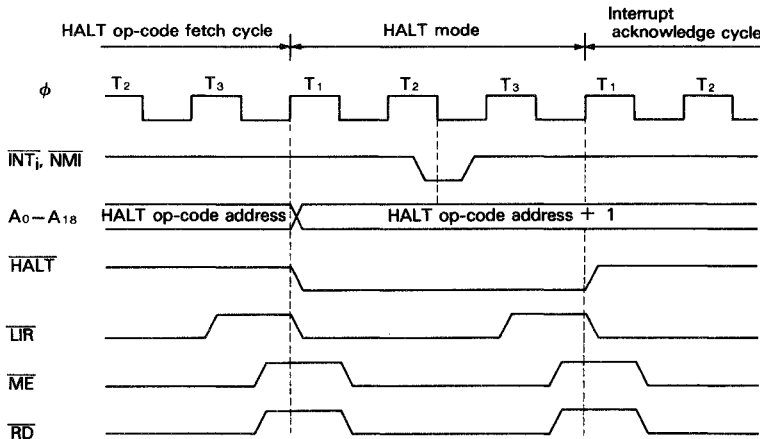 HALT op-code fetch cycle
HALT mode
Interrupt
acknowledge cycle
φ
T₂
T₃
T₁
T₂
T₃
T₁
T₂
INTᵢ, NMI
A₀–A₁₈
HALT op-code address
HALT op-code address + 1
HALT
LIR
ME
RD